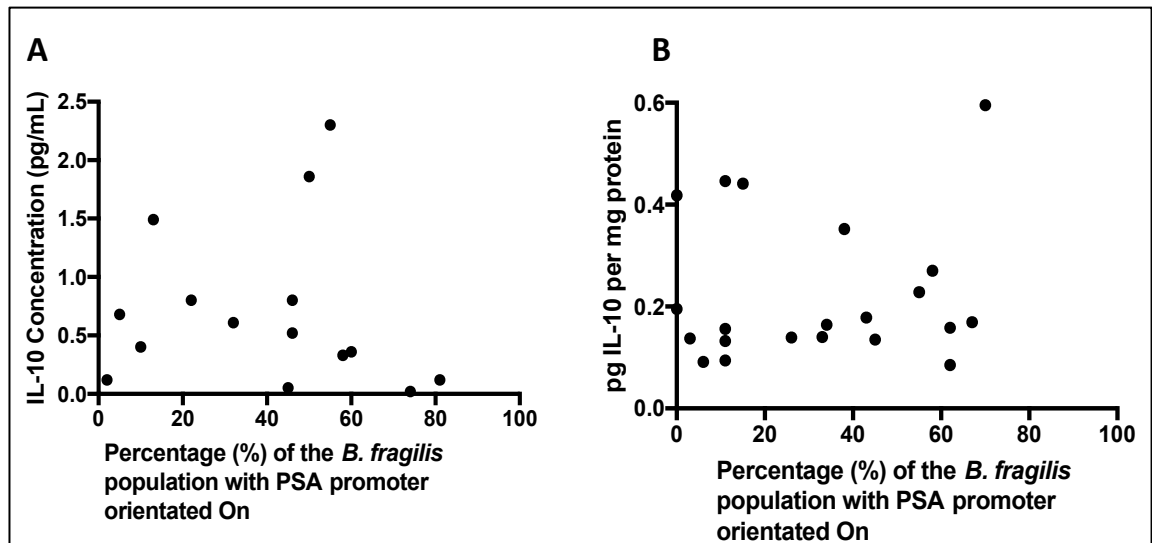 A
IL-10 Concentration (pg/mL)
2.5
2.0
1.5
1.0
0.5
0.0
0 20 40 60 80 100
Percentage (%) of the B. fragilis
population with PSA promoter
orientated On
B
pg IL-10 per mg protein
0.6
0.4
0.2
0.0
0 20 40 60 80 100
Percentage (%) of the B. fragilis
population with PSA promoter
orientated On